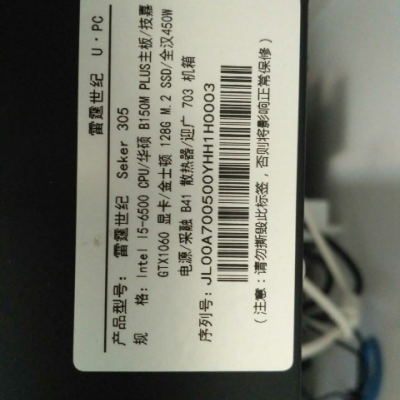 雷霆世纪 U·PC
产品型号: 雷霆世纪 Seker 305
规 格: Intel I5-6500 CPU/华硕 B150M PLUS主板/技嘉
GTX1060 显卡/金士顿 128G M.2 SSD/全汉450W
电源/采融 B41 散热器/迎广 703 机箱
序列号: JL00A700500YHH1H0003
(注意:请勿撕毁此标签,否则将影响正常保修)